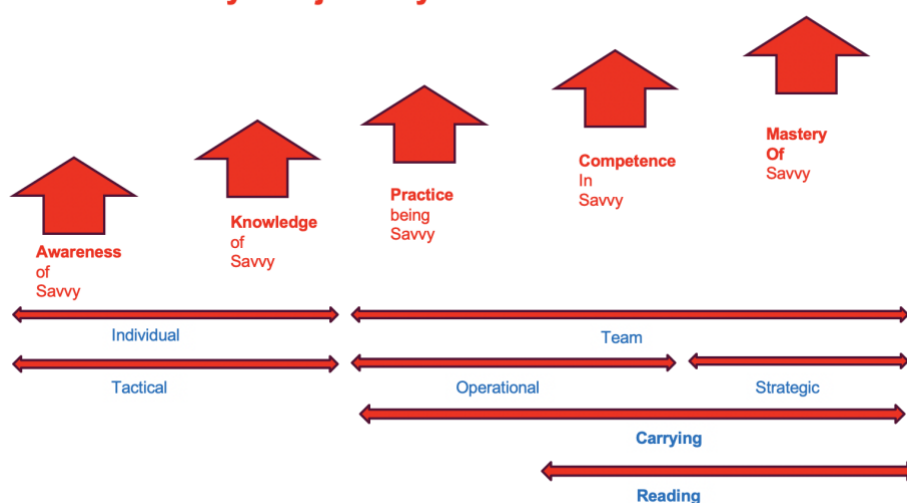 Awareness
of
Savvy
Knowledge
of
Savvy
Practice
being
Savvy
Competence
In
Savvy
Mastery
Of
Savvy
Individual
Team
Tactical
Operational
Strategic
Carrying
Reading